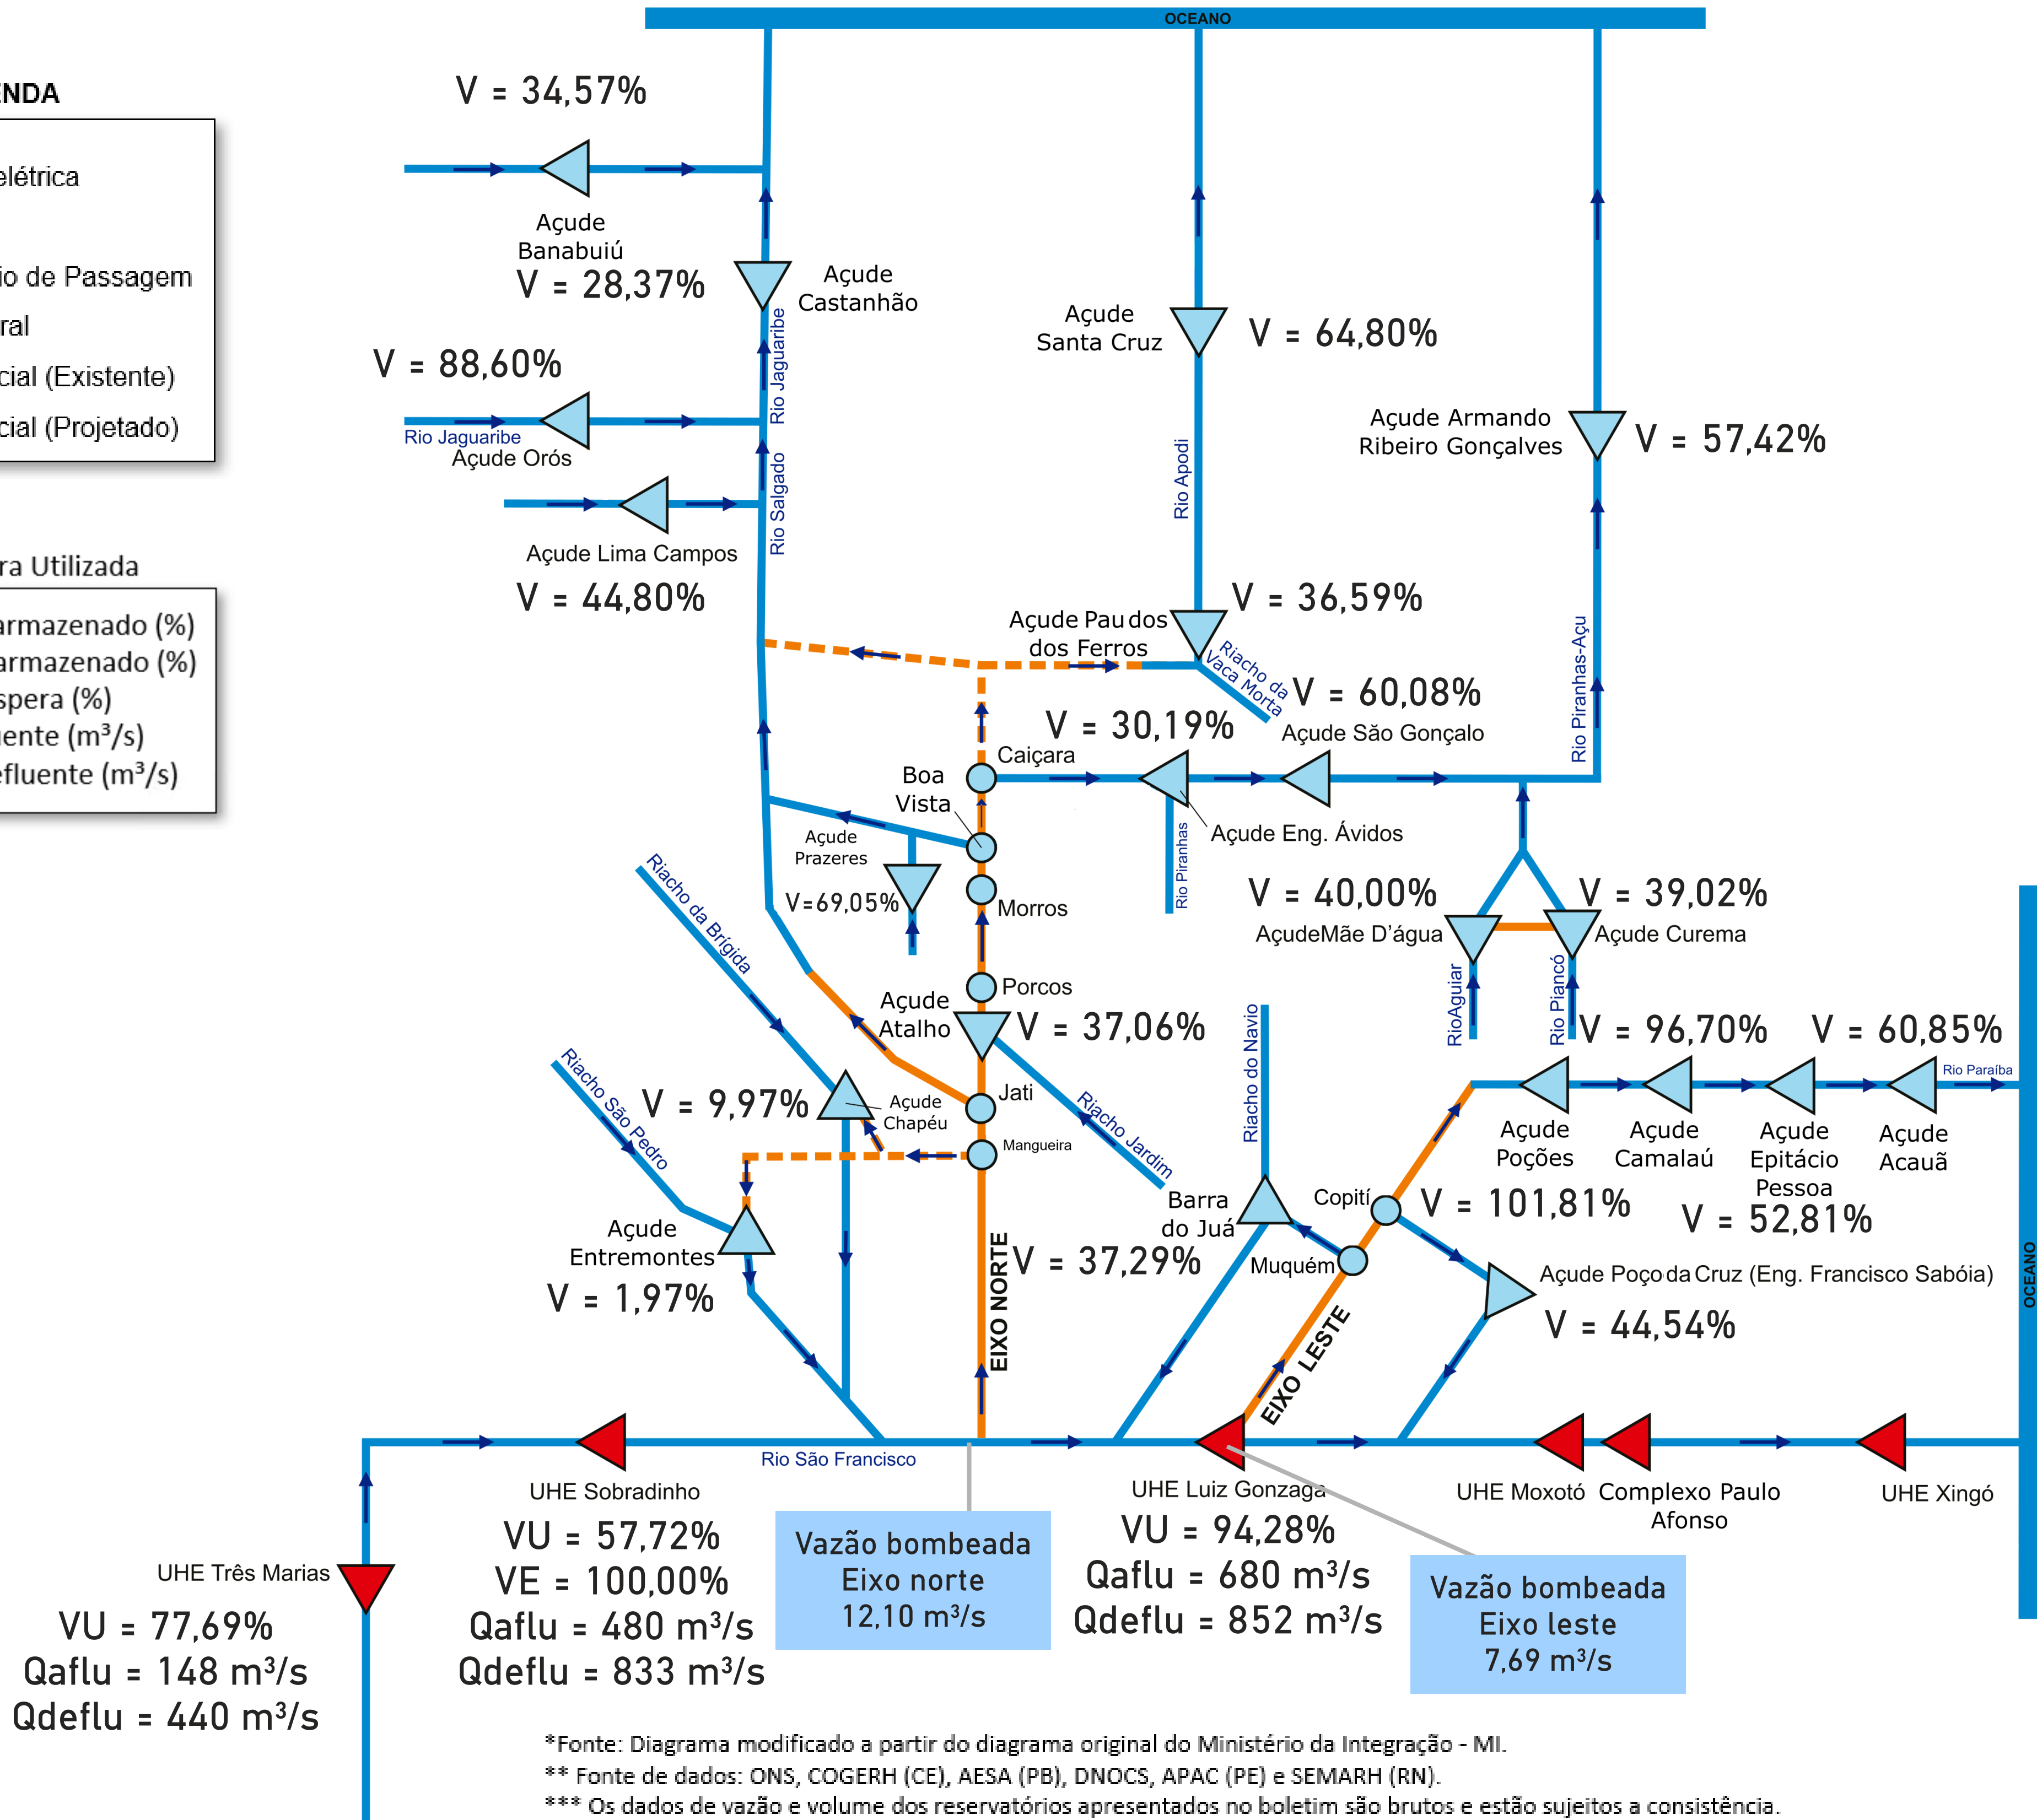 OCEANO
V = 34,57%
ENDA
elétrica
io de Passagem
ral
cial (Existente)
cial (Projetado)
Açude
Banabuiú
V = 28,37%
Açude
Castanhão
Rio Jaguaribe
V = 88,60%
Rio Jaguaribe
Açude Orós
Rio Salgado
Açude Lima Campos
V = 44,80%
Açude
Santa Cruz
V = 64,80%
Rio Apodi
Açude Armando
Ribeiro Gonçalves
V = 57,42%
ra Utilizada
armazenado (%)
armazenado (%)
spera (%)
uente (m³/s)
efluente (m³/s)
V = 36,59%
Açude Pau dos
dos Ferros
Riacho da
Vaca Morta
Rio Piranhas-Açu
V = 60,08%
Açude São Gonçalo
V = 30,19%
Caiçara
Boa
Vista
Açude Eng. Ávidos
Rio Piranhas
Açude
Prazeres
V=69,05%
Morros
Riacho da Brígida
V = 40,00%
AçudeMãe D'água
V = 39,02%
Açude Curema
RioAguiar
Rio Piancó
Porcos
Açude
Atalho
V = 37,06%
Riacho do Navio
V = 96,70%
V = 60,85%
Rio Paraíba
Riacho São Pedro
V = 9,97%
Açude
Chapéu
Jati
Mangueira
Riacho Jardim
Açude
Poções
Açude
Camalaú
Açude
Epitácio
Pessoa
Açude
Acauã
Barra
do Juá
Copití
V = 101,81%
V = 52,81%
Açude
Entremontes
V = 1,97%
EIXO NORTE
V = 37,29%
Muquém
Açude Poço da Cruz (Eng. Francisco Sabóia)
V = 44,54%
EIXO LESTE
OCEANO
Rio São Francisco
UHE Sobradinho
VU = 57,72%
VE = 100,00%
Qaflu = 480 m³/s
Qdeflu = 833 m³/s
Vazão bombeada
Eixo norte
12,10 m³/s
UHE Luiz Gonzaga
VU = 94,28%
Qaflu = 680 m³/s
Qdeflu = 852 m³/s
Vazão bombeada
Eixo leste
7,69 m³/s
UHE Moxotó
Complexo Paulo
Afonso
UHE Xingó
UHE Três Marias
VU = 77,69%
Qaflu = 148 m³/s
Qdeflu = 440 m³/s
*Fonte: Diagrama modificado a partir do diagrama original do Ministério da Integração - MI.
** Fonte de dados: ONS, COGERH (CE), AESA (PB), DNOCS, APAC (PE) e SEMARH (RN).
*** Os dados de vazão e volume dos reservatórios apresentados no boletim são brutos e estão sujeitos a consistência.